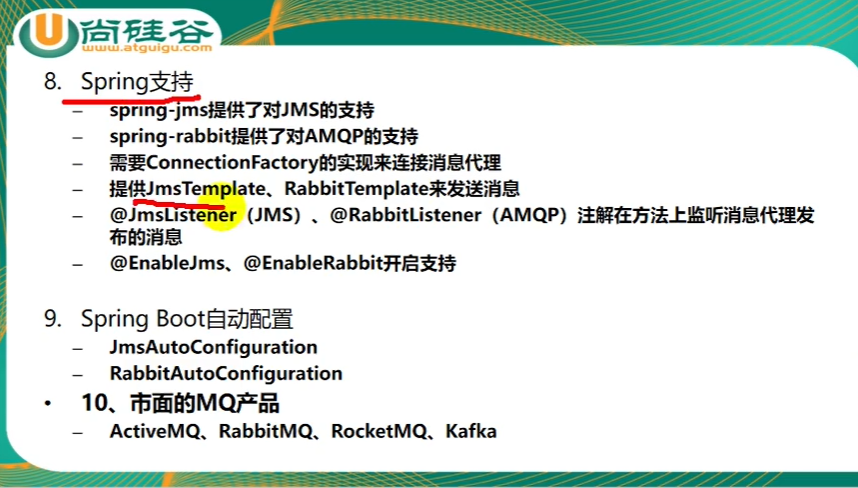 尚硅谷
www.atguigu.com
8. Spring支持
– spring-jms提供了对JMS的支持
– spring-rabbit提供了对AMQP的支持
– 需要ConnectionFactory的实现来连接消息代理
– 提供JmsTemplate、RabbitTemplate来发送消息
– @JmsListener（JMS）、@RabbitListener（AMQP）注解在方法上监听消息代理发
布的消息
– @EnableJms、@EnableRabbit开启支持
9. Spring Boot自动配置
– JmsAutoConfiguration
– RabbitAutoConfiguration
• 10、市面的MQ产品
– ActiveMQ、RabbitMQ、RocketMQ、Kafka